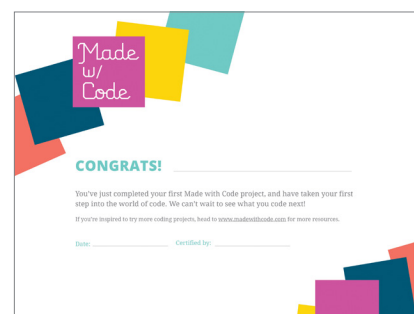 Made
w/
Code
CONGRATS!
You've just completed your first Made with Code project, and have taken your first
step into the world of code. We can't wait to see what you code next!
If you're inspired to try more coding projects, head to www.madewithcode.com for more resources.
Date: Certified by: